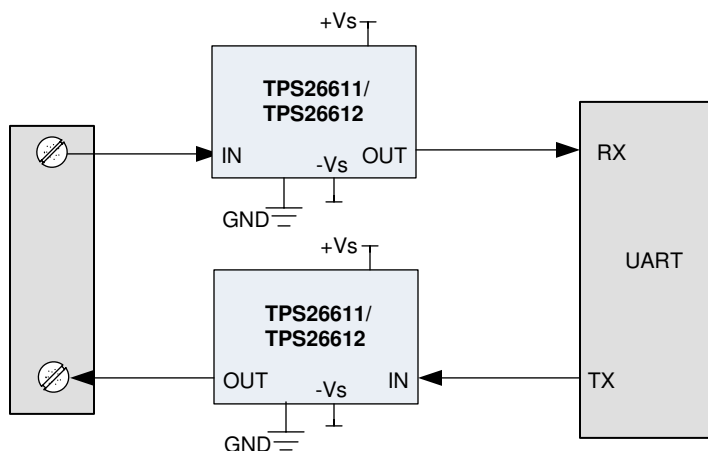 +Vs
TPS26611/
TPS26612
IN
OUT
-Vs
GND
RX
UART
+Vs
TPS26611/
TPS26612
OUT
IN
-Vs
GND
TX